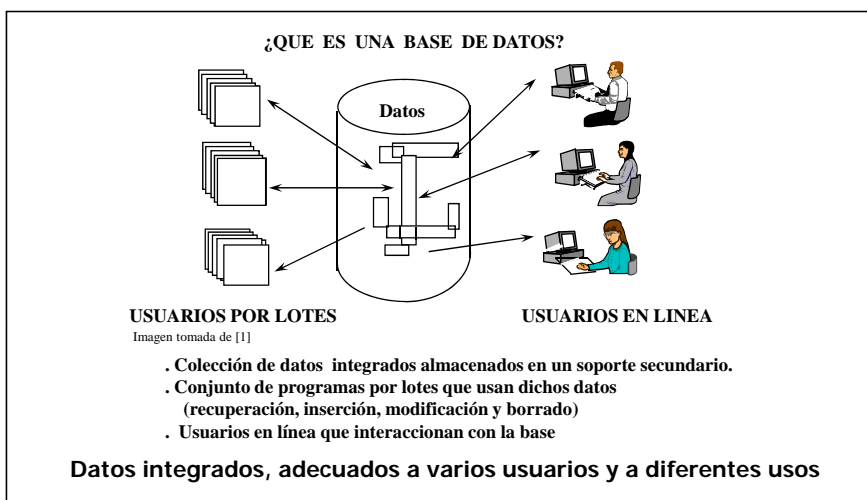 ¿QUE ES UNA BASE DE DATOS?
Datos
USUARIOS POR LOTES
USUARIOS EN LINEA
Imagen tomada de [1]
. Colección de datos integrados almacenados en un soporte secundario.
. Conjunto de programas por lotes que usan dichos datos
(recuperación, inserción, modificación y borrado)
. Usuarios en línea que interaccionan con la base
Datos integrados, adecuados a varios usuarios y a diferentes usos